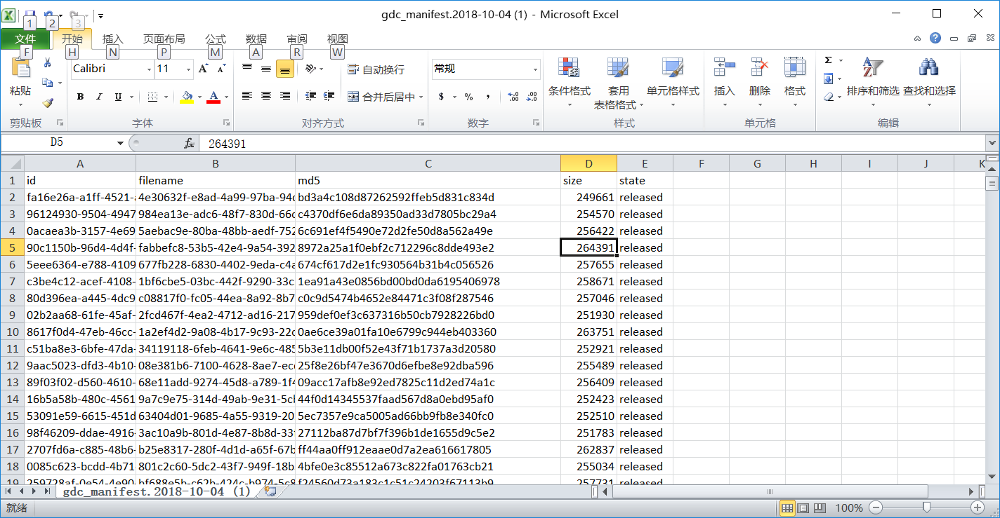 gdc_manifest.2018-10-04 (1) - Microsoft Excel
1 2 3
文件 开始 插入 页面布局 公式 数据 审阅 视图
F H N P M A R W
Calibri 11 自动换行 常规
粘贴 B I U A 合并后居中 $ % , 条件格式 套用 单元格样式 插入 删除 格式 排序和筛选 查找和选择
表格格式
剪贴板 字体 对齐方式 数字 样式 单元格 编辑
D5 fx 264391
A B C D E F G H I J K
1 id filename md5 size state
2 fa16e26a-a1ff-4521- 4e30632f-e8ad-4a99-97ba-94 bd3a4c108d87262592ffeb5d831c834d 249661 released
3 96124930-9504-4947 984ea13e-adc6-48f7-830d-66 c4370df6e6da89350ad33d7805bc29a4 254570 released
4 0acaea3b-3157-4e69 5aebac9e-80ba-48bb-aedf-752 6c691ef4f5490e72d2fe50d8a562a49e 256422 released
5 90c1150b-96d4-4d4f- fabbefc8-53b5-42e4-9a54-392 8972a25a1f0ebf2c712296c8dde493e2 264391 released
6 5eee6364-e788-4109 677fb228-6830-4402-9eda-c4 674cf617d2e1fc930564b31b4c056526 257655 released
7 c3be4c12-acef-4108- 1bf6cbe5-03bc-442f-9290-33c 1ea91a43e0856bd00bd0da6195406978 258671 released
8 80d396ea-a445-4dc9 c08817f0-fc05-44ea-8a92-8b7 c0c9d5474b4652e84471c3f08f287546 257046 released
9 02b2aa68-61fe-45af- 2fcd467f-4ea2-4712-ad16-217 959def0ef3c637316b50cb7928226bd0 251930 released
10 8617f0d4-47eb-46cc- 1a2ef4d2-9a08-4b17-9c93-22 0ae6ce39a01fa10e6799c944eb403360 263751 released
11 c51ba8e3-6bfe-47da- 34119118-6feb-4641-9e6c-485 5b3e11db00f52e43f71b1737a3d20580 252921 released
12 9aac5023-dfd3-4b10- 08e381b6-7100-4628-8ae7-ec 25f8e26bf47e3670d6efbe8e92dba596 255489 released
13 89f03f02-d560-4610- 68e11add-9274-45d8-a789-1f4 09acc17afb8e92ed7825c11d2ed74a1c 256409 released
14 16b5a58b-480c-4561 9a7c9e75-314d-49ab-9e31-5c 44f0d14345537faad567d8a0ebd95af0 252423 released
15 53091e59-6615-451d 63404d01-9685-4a55-9319-20 5ec7357e9ca5005ad66bb9fb8e340fc0 252510 released
16 98f46209-ddae-4916- 3ac10a9b-801d-4e87-8b8d-33 27112ba87d7bf7f396b1de1655d9c5e2 251783 released
17 2707fd6a-c885-48b6- b25e8317-280f-4d1d-a65f-67b ff44aa0ff912eaae0d7a2ea616617805 262837 released
18 0085c623-bcdd-4b71- 801c2c60-5dc2-43f7-949f-18b 4bfe0e3c85512a673c822fa01763cb21 255034 released
19 259728af-0e54-4e90- bf688e5b-c62b-424c-b974-5c8 f24560d73a183c1c51c24203f67113b9 257731 released
gdc_manifest.2018-10-04 (1)
就绪 100%